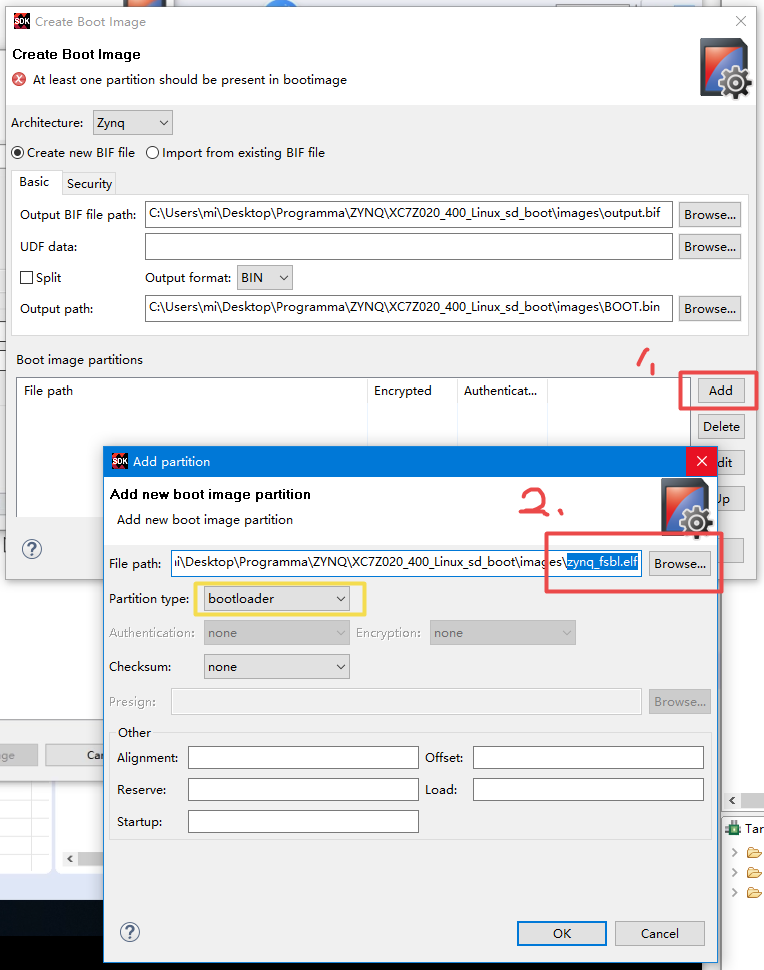 SDK Create Boot Image
Create Boot Image
At least one partition should be present in bootimage
Architecture: Zynq
Create new BIF file Import from existing BIF file
Basic Security
Output BIF file path: C:\Users\mi\Desktop\Programma\ZYNQ\XC7Z020_400_Linux_sd_boot\images\output.bif Browse...
UDF data: Browse...
Split Output format: BIN
Output path: C:\Users\mi\Desktop\Programma\ZYNQ\XC7Z020_400_Linux_sd_boot\images\BOOT.bin Browse...
Boot image partitions
1.
File path Encrypted Authenticat... Add
Delete
SDK Add partition dit
Add new boot image partition
2.
Up
Add new boot image partition
File path: \Desktop\Programma\ZYNQ\XC7Z020_400_Linux_sd_boot\images\zynq_fsbl.elf Browse...
Partition type: bootloader
Authentication: none Encryption: none
Checksum: none
Presign: Browse...
Other
ge Can
Alignment: Offset:
Reserve: Load:
Startup:
Tar
OK Cancel